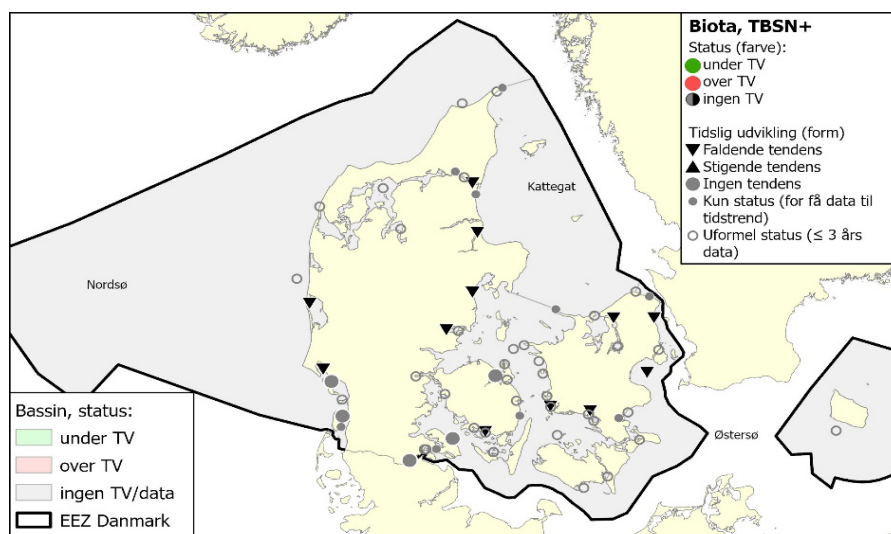 Biota, TBSN+
Status (farve):
under TV
over TV
ingen TV
Tidslig udvikling (form)
Faldende tendens
Stigende tendens
Ingen tendens
Kun status (for få data til
tidstrend)
Uformel status (≤ 3 års
data)
Kattegat
Nordsø
Østersø
Bassin, status:
under TV
over TV
ingen TV/data
EEZ Danmark